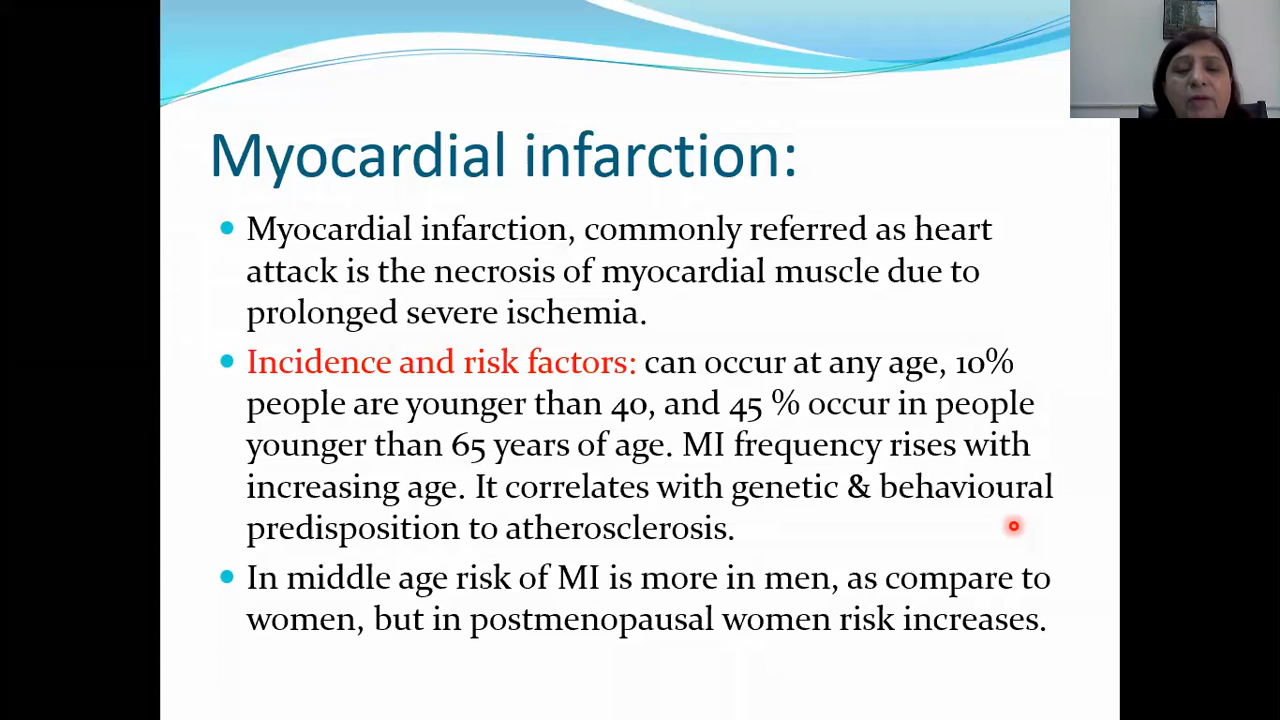 Myocardial infarction:
• Myocardial infarction, commonly referred as heart
attack is the necrosis of myocardial muscle due to
prolonged severe ischemia.
• Incidence and risk factors: can occur at any age, 10%
people are younger than 40, and 45 % occur in people
younger than 65 years of age. MI frequency rises with
increasing age. It correlates with genetic & behavioural
predisposition to atherosclerosis.
• In middle age risk of MI is more in men, as compare to
women, but in postmenopausal women risk increases.